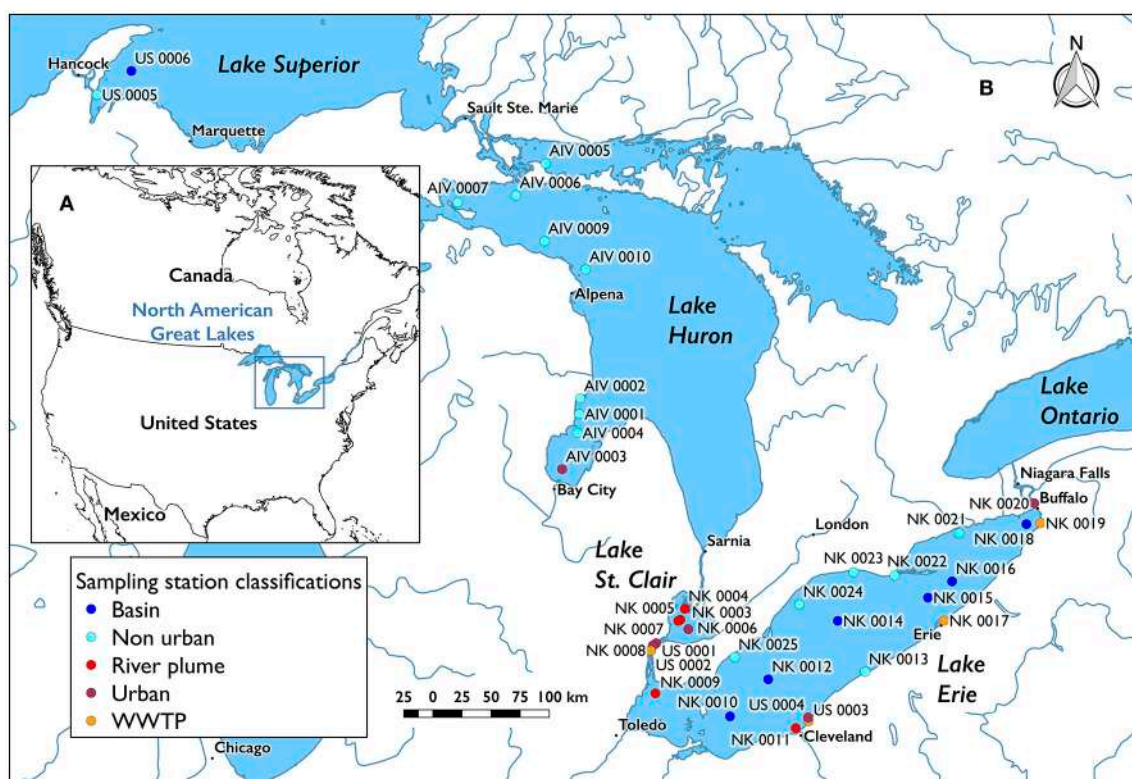 US 0006
Lake Superior
Hancock
US 0005
Marquette
Sault Ste. Marie
B
N
AIV 0005
AIV 0006
AIV 0007
AIV 0009
AIV 0010
Alpena
Lake
Huron
A
Canada
North American
Great Lakes
United States
Mexico
AIV 0002
AIV 0001
AIV 0004
AIV 0003
Bay City
Lake
Ontario
Niagara Falls
NK 0020
Buffalo
NK 0019
NK 0021
NK 0018
London
Sarnia
Lake
St. Clair
NK 0023
NK 0022
NK 0016
NK 0004
NK 0005
NK 0003
NK 0024
NK 0015
NK 0007
NK 0006
NK 0014
Erie
NK 0017
NK 0008
US 0001
US 0002
NK 0025
NK 0013
Lake
Erie
NK 0009
NK 0012
NK 0010
US 0004
US 0003
Toledo
NK 0011
Cleveland
Sampling station classifications
Basin
Non urban
River plume
Urban
WWTP
25 0 25 50 75 100 km
Chicago